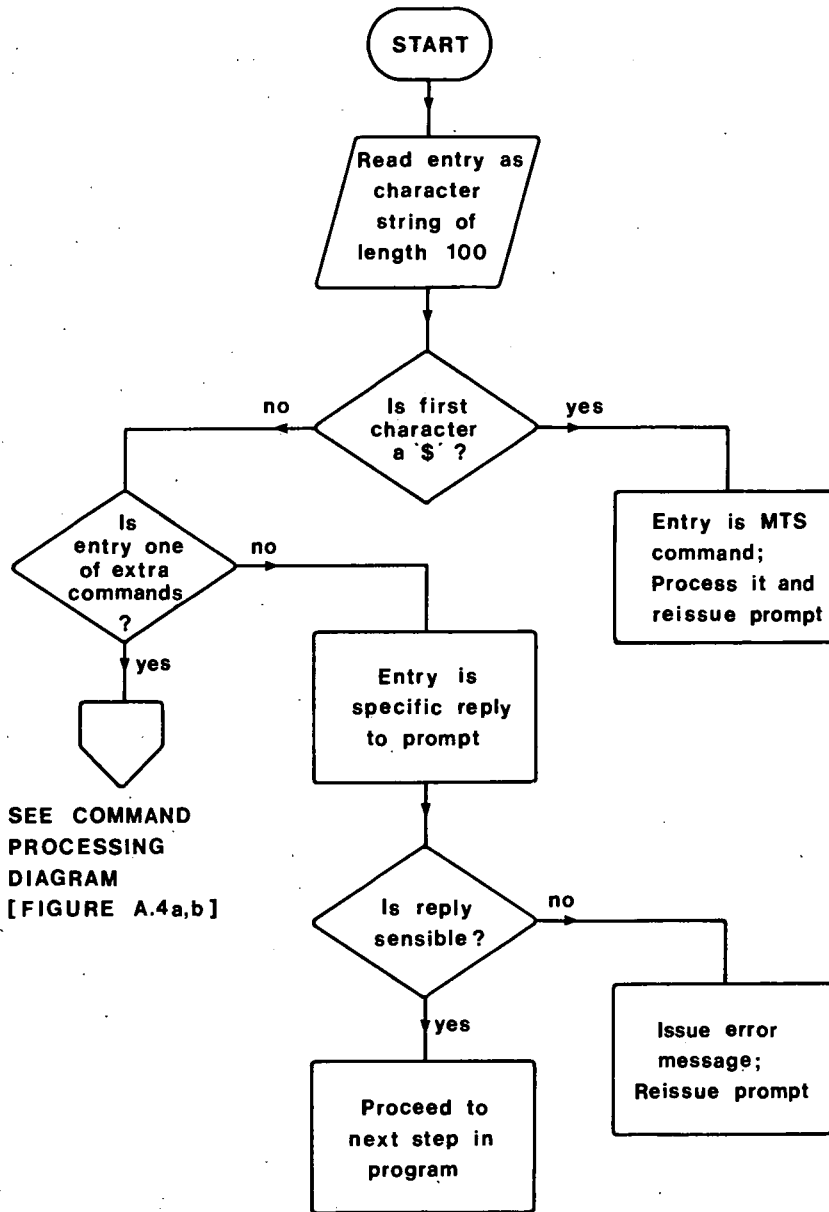 START
Read entry as
character
string of
length 100
Is first
character
a '$' ?
no
yes
Is
entry one
of extra
commands
?
no
yes
Entry is MTS
command;
Process it and
reissue prompt
Entry is
specific reply
to prompt
SEE COMMAND
PROCESSING
DIAGRAM
[FIGURE A.4a,b]
Is reply
sensible?
no
yes
Issue error
message;
Reissue prompt
Proceed to
next step in
program